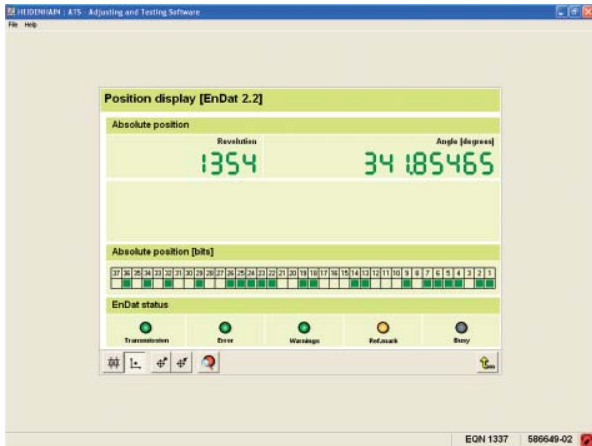 HEIDENHAIN : ATS - Adjusting and Testing Software
File Help
Position display [EnDat 2.2]
Absolute position
Revolution Angle [degrees]
1354 341.85465
Absolute position [bits]
37 36 35 34 33 32 31 30 29 28 27 26 25 24 23 22 21 20 19 18 17 16 15 14 13 12 11 10 9 8 7 6 5 4 3 2 1
EnDat status
Transmission Error Warnings Ref.mark Busy
EQN 1337 586649-02